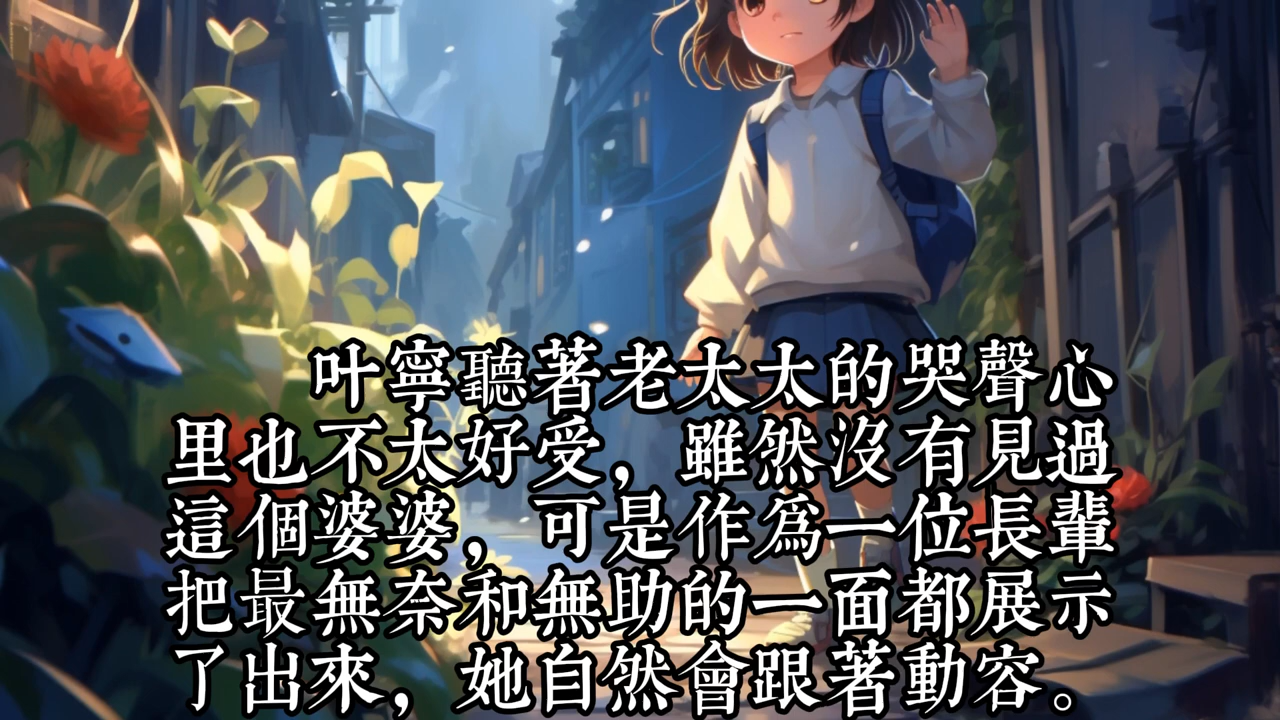 叶寧聽著老太太的哭聲心
里也不太好受，雖然沒有見過
這個婆婆，可是作爲一位長輩
把最無奈和無助的一面都展示
了出來，她自然會跟著動容。